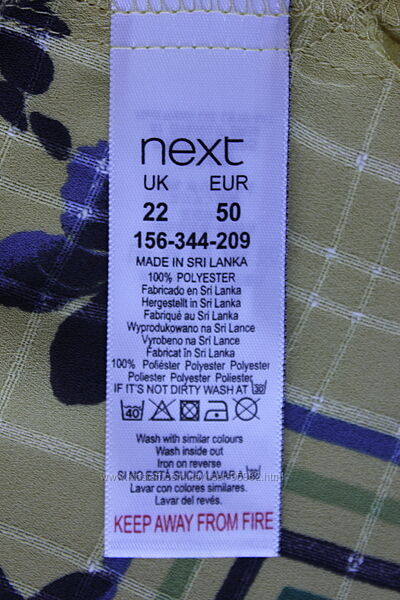 next
UK EUR
22 50
156-344-209
MADE IN SRI LANKA
100% POLYESTER
Fabricado en Sri Lanka
Hergestellt in Sri Lanka
Fabriqué au Sri Lanka
Wyprodukowano na Sri Lance
Vyrobeno na Sri Lance
Fabricat în Sri Lanka
100% Poliéster Polyester Polyester
Poliester Polyester Poliester
IF IT'S NOT DIRTY WASH AT 30
40
Wash with similar colours
Wash inside out
Iron on reverse
SI NO ESTÁ SUCIO LAVAR A 30
Lavar con colores similares.
Lavar del revés.
KEEP AWAY FROM FIRE